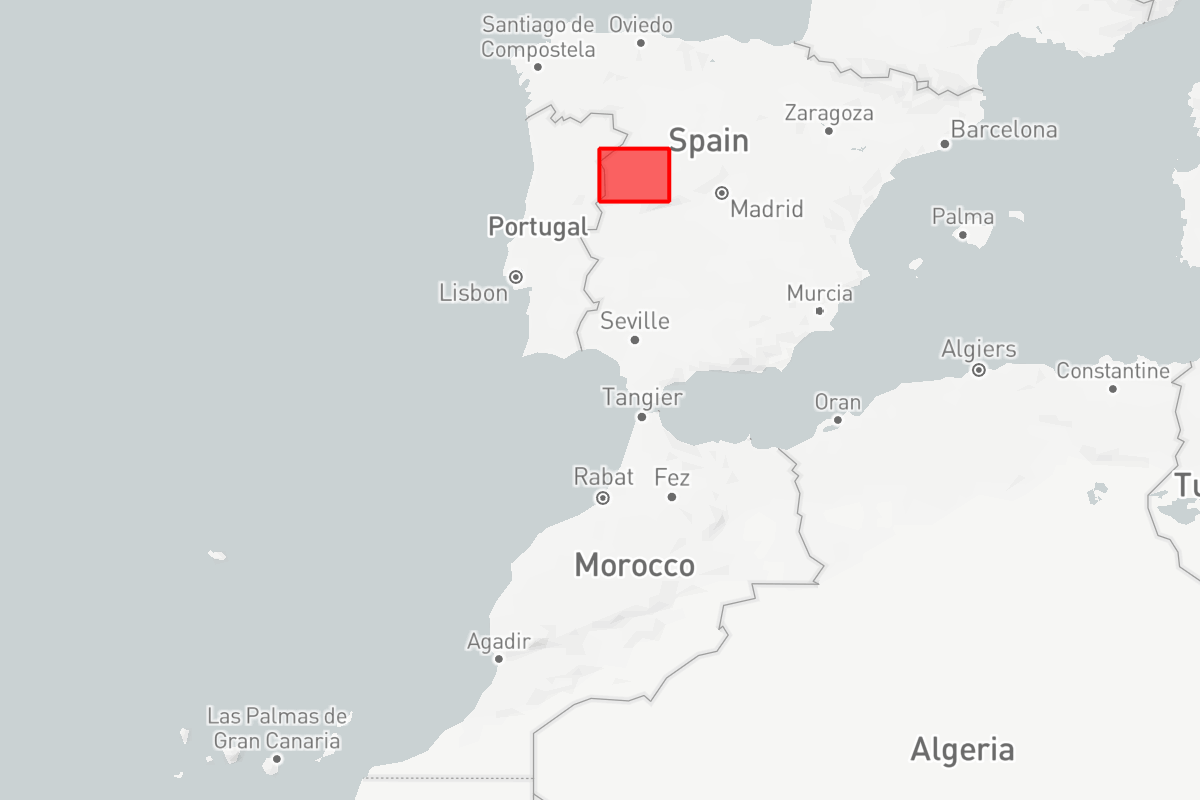 Santiago de
Compostela
Oviedo
Zaragoza
Barcelona
Spain
Madrid
Palma
Portugal
Lisbon
Murcia
Seville
Algiers
Constantine
Tangier
Oran
Rabat
Fez
Tu
Morocco
Agadir
Las Palmas de
Gran Canaria
Algeria